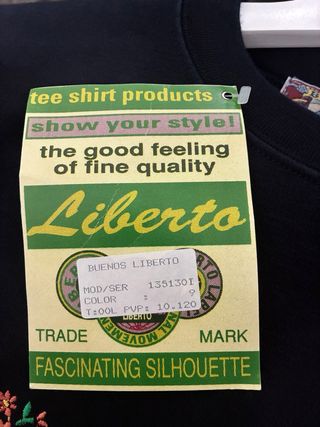 tee shirt products
show your style!
the good feeling
of fine quality
Liberto
BUENOS LIBERTO
MOD/SER 135130I
COLOR : 9
T:00L PVP: 10.120
LIBERTO
TRADE MARK
FASCINATING SILHOUETTE